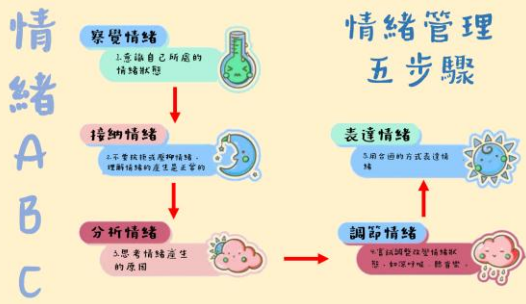 情緒ABC
情緒管理
五步驟
察覺情緒
1.意識自己所處的
情緒狀態
接納情緒
2.不要抗拒或壓抑情緒，
理解情緒的產生是正常的
分析情緒
3.思考情緒產生
的原因
調節情緒
4.嘗試調整改變情緒狀
態，如深呼吸、聽音樂。
表達情緒
5.用合適的方式表達情
緒